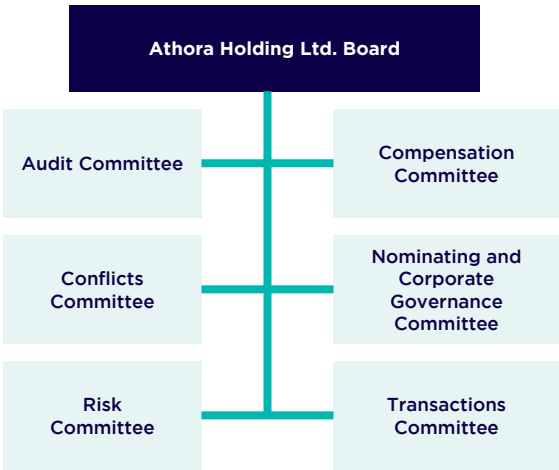 Athora Holding Ltd. Board
Audit Committee
Compensation
Committee
Conflicts
Committee
Nominating and
Corporate
Governance
Committee
Risk
Committee
Transactions
Committee